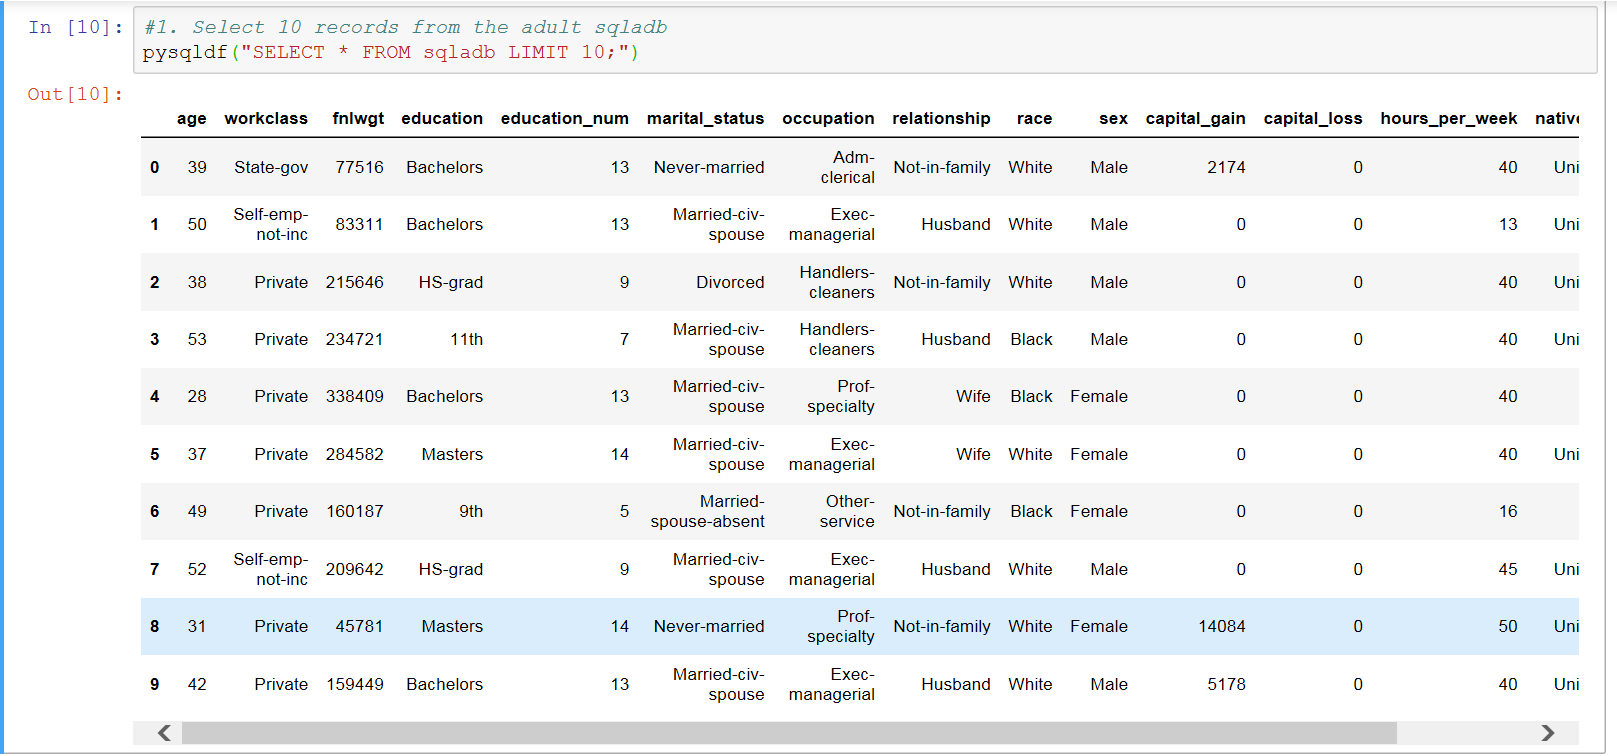 In [10]: #1. Select 10 records from the adult sqladb
pysqldf("SELECT * FROM sqladb LIMIT 10;")
Out[10]:
age workclass fnlwgt education education_num marital_status occupation relationship race sex capital_gain capital_loss hours_per_week native
0 39 State-gov 77516 Bachelors 13 Never-married Adm-clerical Not-in-family White Male 2174 0 40 Uni
1 50 Self-emp-not-inc 83311 Bachelors 13 Married-civ-spouse Exec-managerial Husband White Male 0 0 13 Uni
2 38 Private 215646 HS-grad 9 Divorced Handlers-cleaners Not-in-family White Male 0 0 40 Uni
3 53 Private 234721 11th 7 Married-civ-spouse Handlers-cleaners Husband Black Male 0 0 40 Uni
4 28 Private 338409 Bachelors 13 Married-civ-spouse Prof-specialty Wife Black Female 0 0 40
5 37 Private 284582 Masters 14 Married-civ-spouse Exec-managerial Wife White Female 0 0 40 Uni
6 49 Private 160187 9th 5 Married-spouse-absent Other-service Not-in-family Black Female 0 0 16
7 52 Self-emp-not-inc 209642 HS-grad 9 Married-civ-spouse Exec-managerial Husband White Male 0 0 45 Uni
8 31 Private 45781 Masters 14 Never-married Prof-specialty Not-in-family White Female 14084 0 50 Uni
9 42 Private 159449 Bachelors 13 Married-civ-spouse Exec-managerial Husband White Male 5178 0 40 Uni